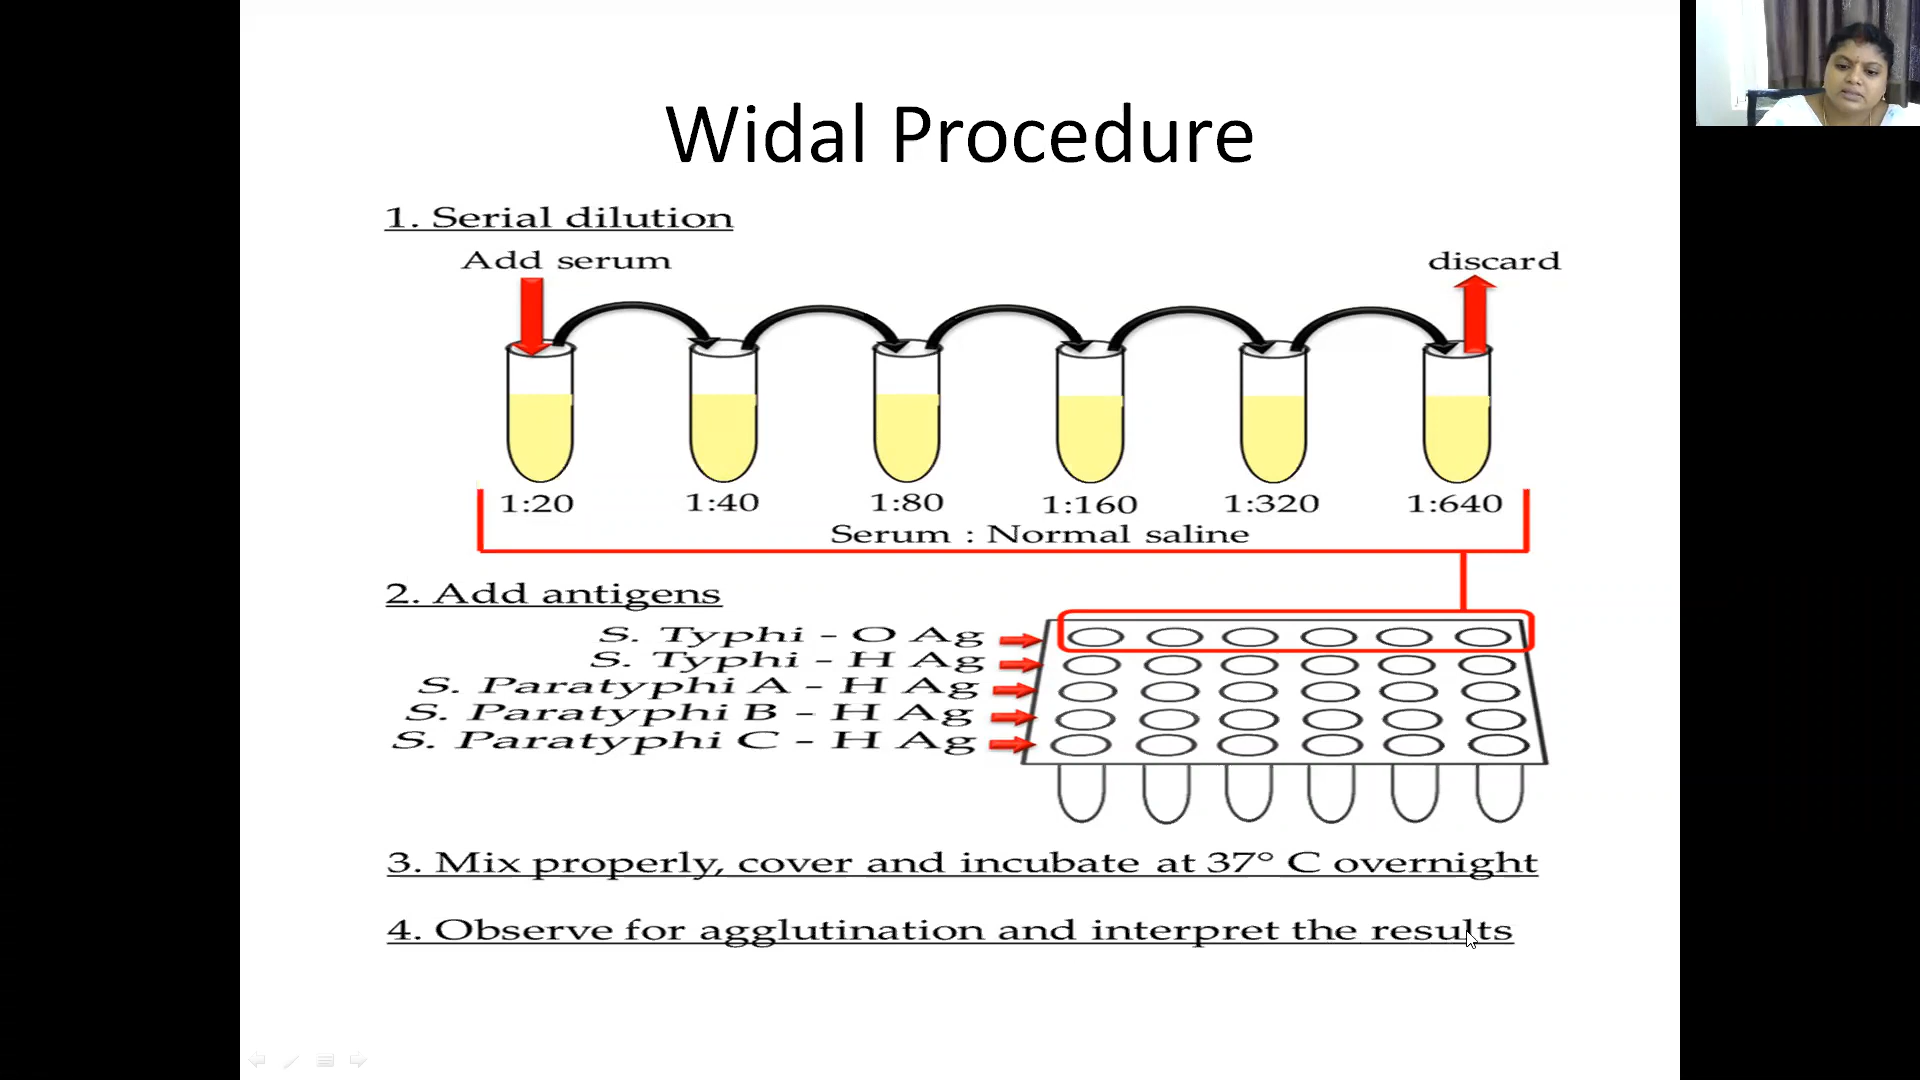 Widal Procedure
1. Serial dilution
Add serum
discard
1:20 1:40 1:80 1:160 1:320 1:640
Serum : Normal saline
2. Add antigens
S. Typhi - O Ag
S. Typhi - H Ag
S. Paratyphi A - H Ag
S. Paratyphi B - H Ag
S. Paratyphi C - H Ag
3. Mix properly, cover and incubate at 37° C overnight
4. Observe for agglutination and interpret the results